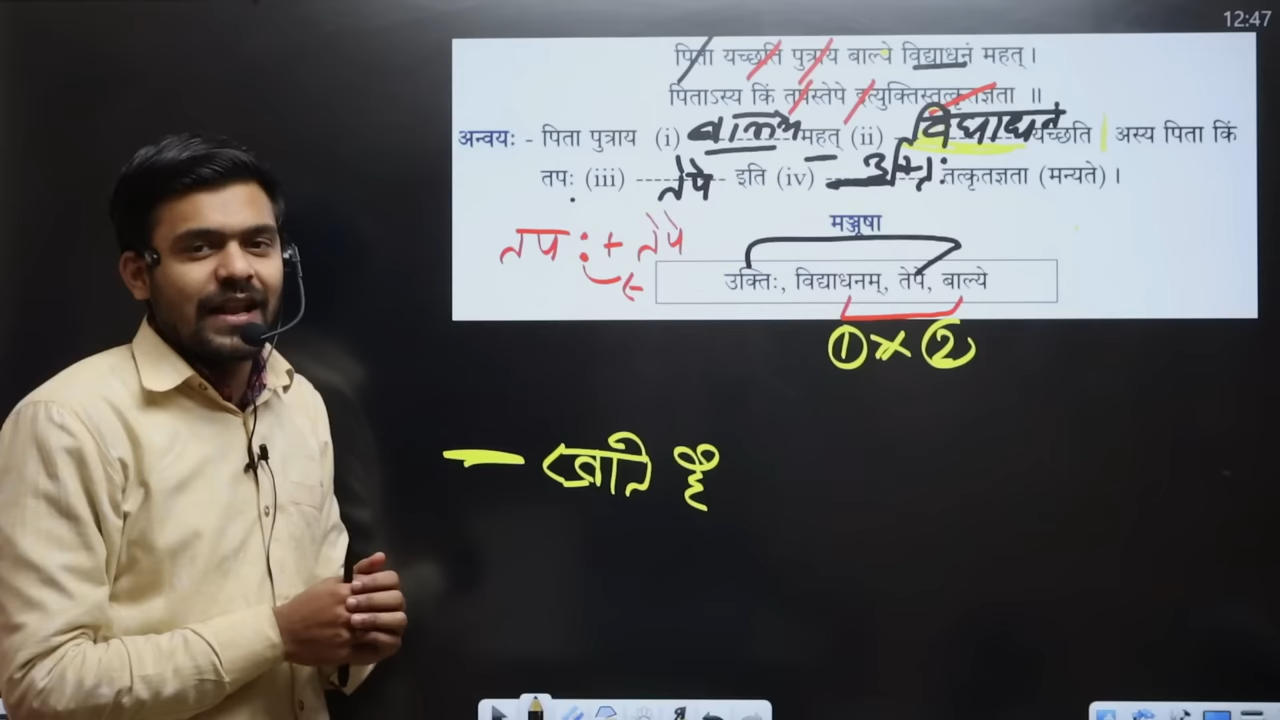 12:47
पिता यच्छति पुत्राय बाल्ये विद्याधनं महत् ।
पिताऽस्य किं तपस्तेपे इत्युक्तिस्तत्कृतज्ञता ॥
अन्वयः - पिता पुत्राय (i) बाल्ये महत् (ii) विद्याधनं यच्छति । अस्य पिता किं
तपः (iii) तेपे इति (iv) उक्तिः तत्कृतज्ञता (मन्यते) ।
मञ्जूषा
तप : + तेपे
उक्तिः, विद्याधनम्, तेपे, बाल्ये
1 x 2
— खाते है